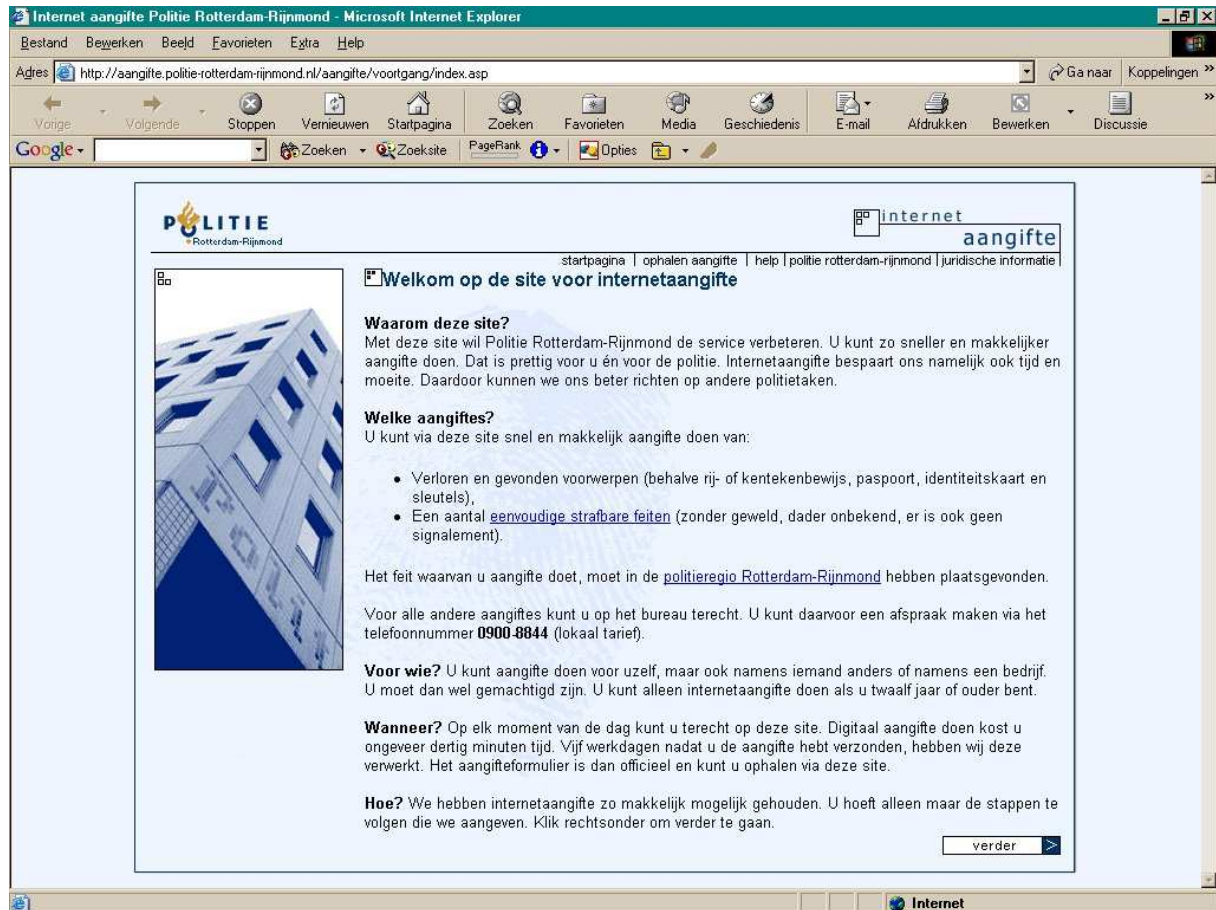 Internet aangifte Politie Rotterdam-Rijnmond - Microsoft Internet Explorer
Bestand Bewerken Beeld Favorieten Extra Help
Adres http://aangifte.politie-rotterdam-rijnmond.nl/aangifte/voortgang/index.asp Ga naar Koppelingen »
Vorige Volgende Stoppen Vernieuwen Startpagina Zoeken Favorieten Media Geschiedenis E-mail Afdrukken Bewerken Discussie »
Google Zoeken Zoeksite PageRank Opties
POLITIE
Rotterdam-Rijnmond
internet
aangifte
startpagina | ophalen aangifte | help | politie rotterdam-rijnmond | juridische informatie |
Welkom op de site voor internetaangifte
Waarom deze site?
Met deze site wil Politie Rotterdam-Rijnmond de service verbeteren. U kunt zo sneller en makkelijker
aangifte doen. Dat is prettig voor u én voor de politie. Internetaangifte bespaart ons namelijk ook tijd en
moeite. Daardoor kunnen we ons beter richten op andere politietaken.
Welke aangiftes?
U kunt via deze site snel en makkelijk aangifte doen van:
• Verloren en gevonden voorwerpen (behalve rij- of kentekenbewijs, paspoort, identiteitskaart en
sleutels),
• Een aantal eenvoudige strafbare feiten (zonder geweld, dader onbekend, er is ook geen
signalement).
Het feit waarvan u aangifte doet, moet in de politieregio Rotterdam-Rijnmond hebben plaatsgevonden.
Voor alle andere aangiftes kunt u op het bureau terecht. U kunt daarvoor een afspraak maken via het
telefoonnummer 0900-8844 (lokaal tarief).
Voor wie? U kunt aangifte doen voor uzelf, maar ook namens iemand anders of namens een bedrijf.
U moet dan wel gemachtigd zijn. U kunt alleen internetaangifte doen als u twaalf jaar of ouder bent.
Wanneer? Op elk moment van de dag kunt u terecht op deze site. Digitaal aangifte doen kost u
ongeveer dertig minuten tijd. Vijf werkdagen nadat u de aangifte hebt verzonden, hebben wij deze
verwerkt. Het aangifteformulier is dan officieel en kunt u ophalen via deze site.
Hoe? We hebben internetaangifte zo makkelijk mogelijk gehouden. U hoeft alleen maar de stappen te
volgen die we aangeven. Klik rechtsonder om verder te gaan.
verder >
Internet